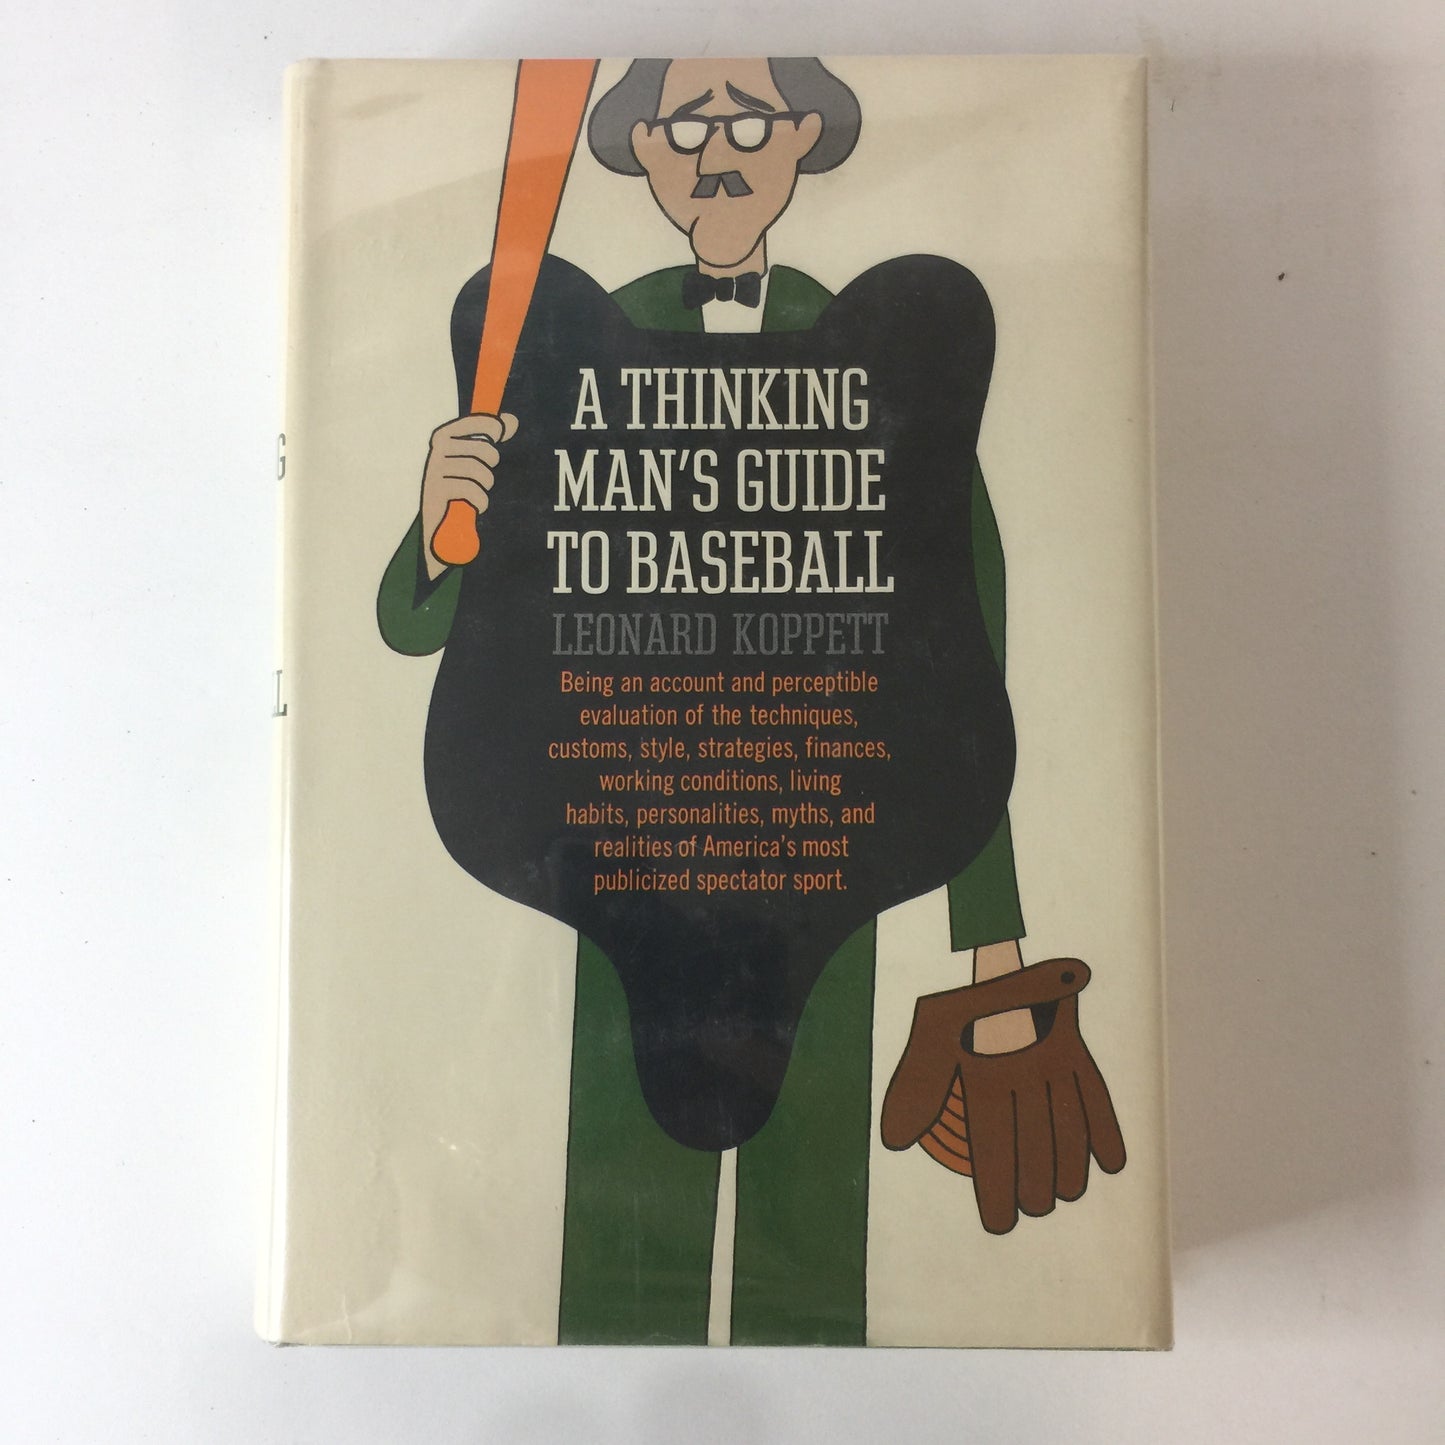 A THINKING
MAN'S GUIDE
TO BASEBALL
LEONARD KOPPETT
Being an account and perceptible
evaluation of the techniques,
customs, style, strategies, finances,
working conditions, living
habits, personalities, myths, and
realities of America's most
publicized spectator sport.
G
L